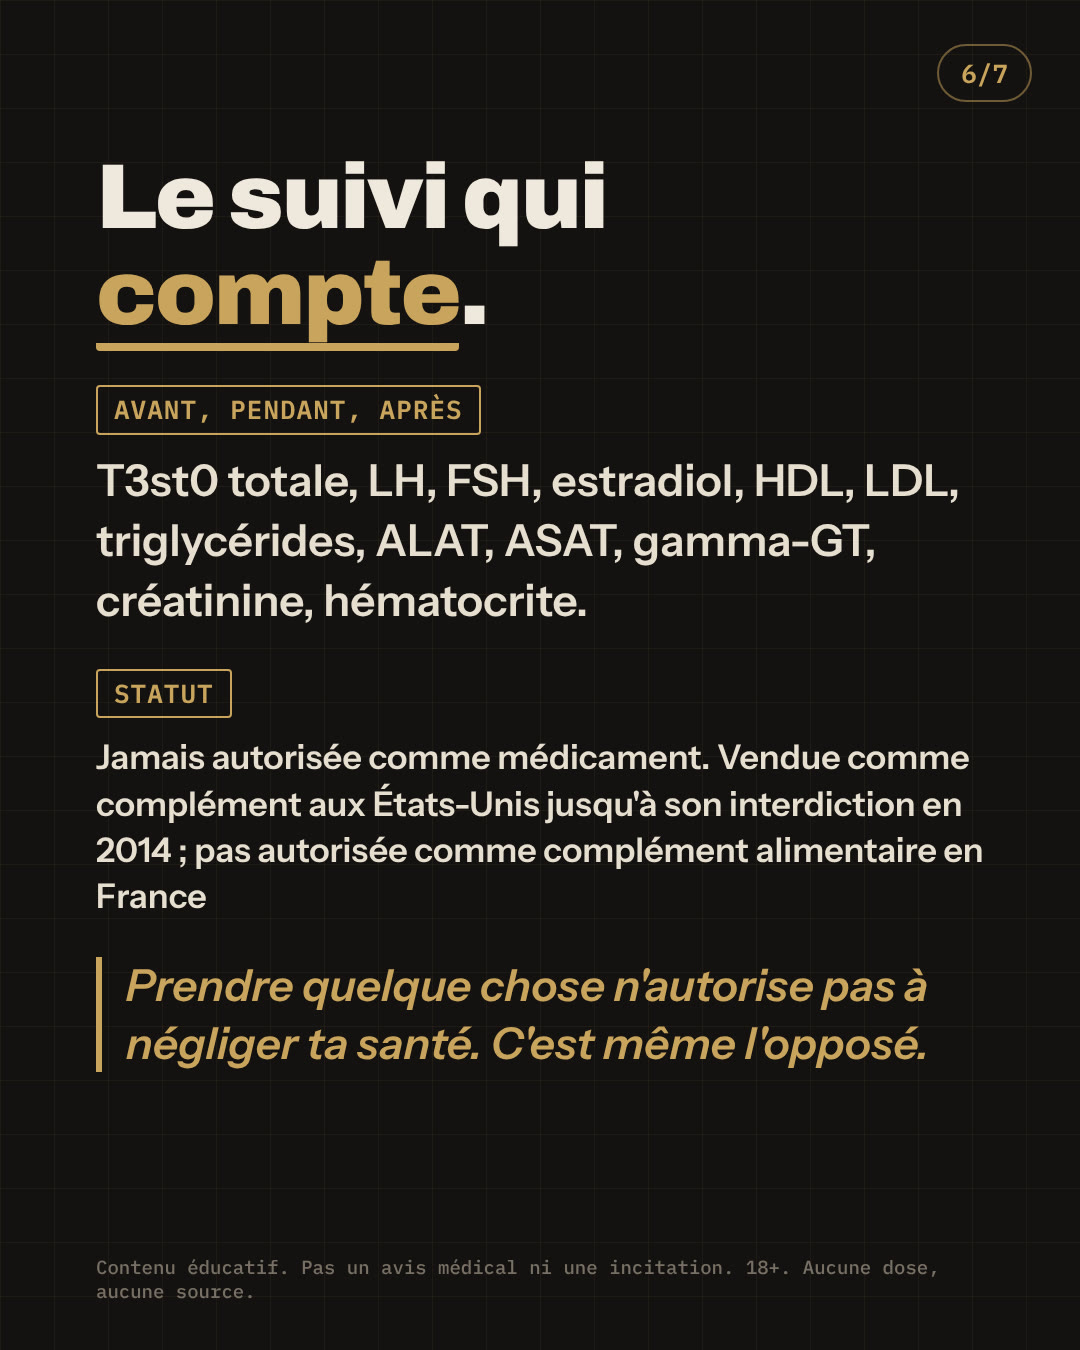 6/7
Le suivi qui
compte.
AVANT, PENDANT, APRÈS
T3st0 totale, LH, FSH, estradiol, HDL, LDL,
triglycérides, ALAT, ASAT, gamma-GT,
créatinine, hématocrite.
STATUT
Jamais autorisée comme médicament. Vendue comme
complément aux États-Unis jusqu'à son interdiction en
2014 ; pas autorisée comme complément alimentaire en
France
Prendre quelque chose n'autorise pas à
négliger ta santé. C'est même l'opposé.
Contenu éducatif. Pas un avis médical ni une incitation. 18+. Aucune dose,
aucune source.